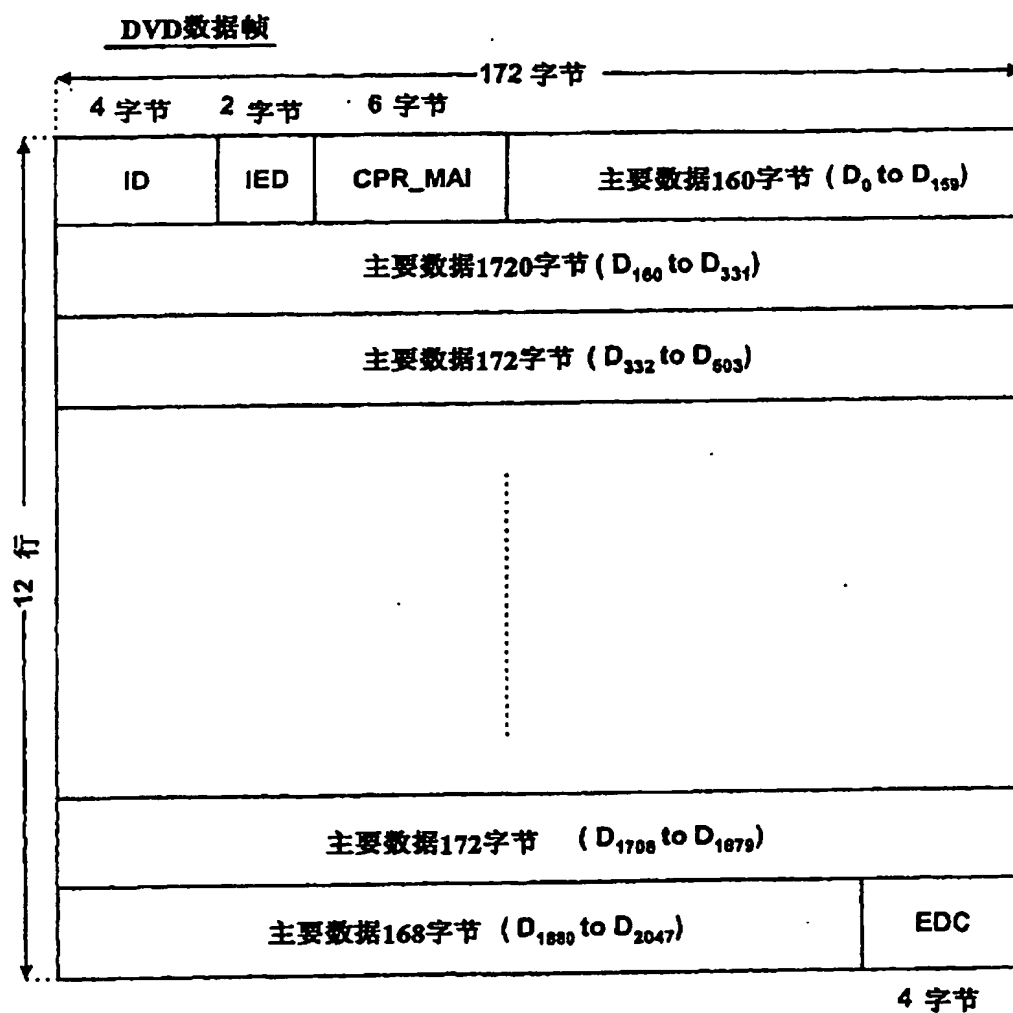 DVD数据帧
172 字节
4 字节 2 字节 6 字节
ID IED CPR_MAI 主要数据160字节 ( D0 to D159)
主要数据1720字节 ( D160 to D331)
主要数据172字节 ( D332 to D503)
12 行
主要数据172字节 ( D1708 to D1879)
主要数据168字节 ( D1880 to D2047) EDC
4 字节